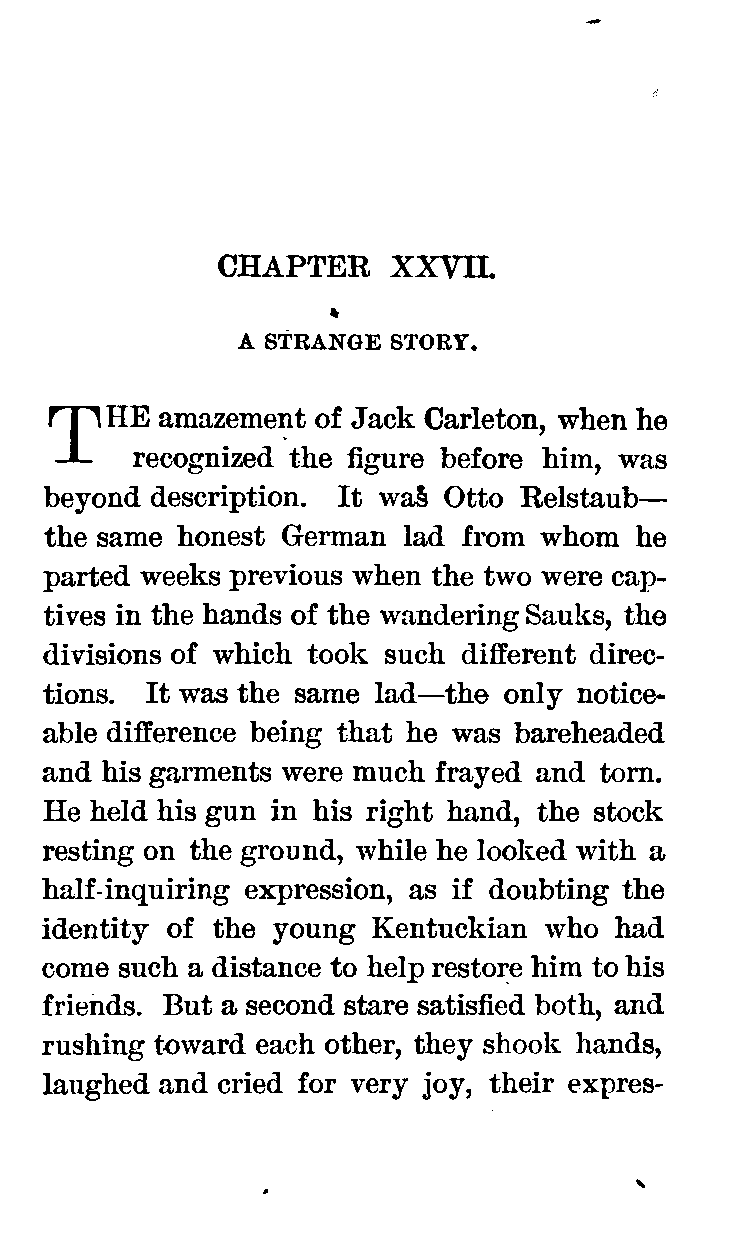 CHAPTER XXVII.
A STRANGE STORY.
THE amazement of Jack Carleton, when he
recognized the figure before him, was
beyond description. It was Otto Relstaub—
the same honest German lad from whom he
parted weeks previous when the two were cap-
tives in the hands of the wandering Sauks, the
divisions of which took such different direc-
tions. It was the same lad—the only notice-
able difference being that he was bareheaded
and his garments were much frayed and torn.
He held his gun in his right hand, the stock
resting on the ground, while he looked with a
half-inquiring expression, as if doubting the
identity of the young Kentuckian who had
come such a distance to help restore him to his
friends. But a second stare satisfied both, and
rushing toward each other, they shook hands,
laughed and cried for very joy, their expres-